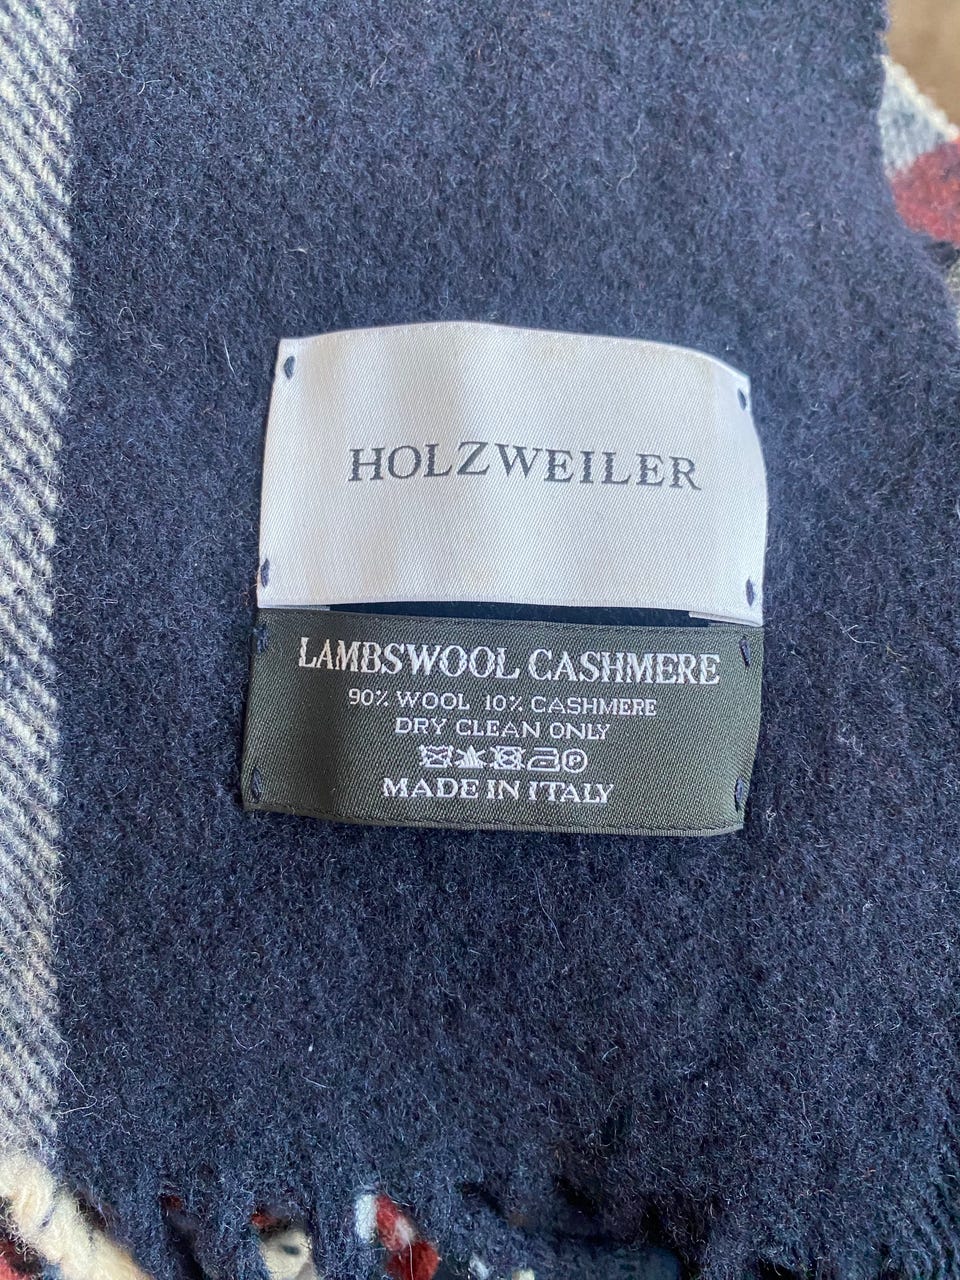 HOLZWEILER
LAMBSWOOL CASHMERE
90% WOOL 10% CASHMERE
DRY CLEAN ONLY
P
MADE IN ITALY